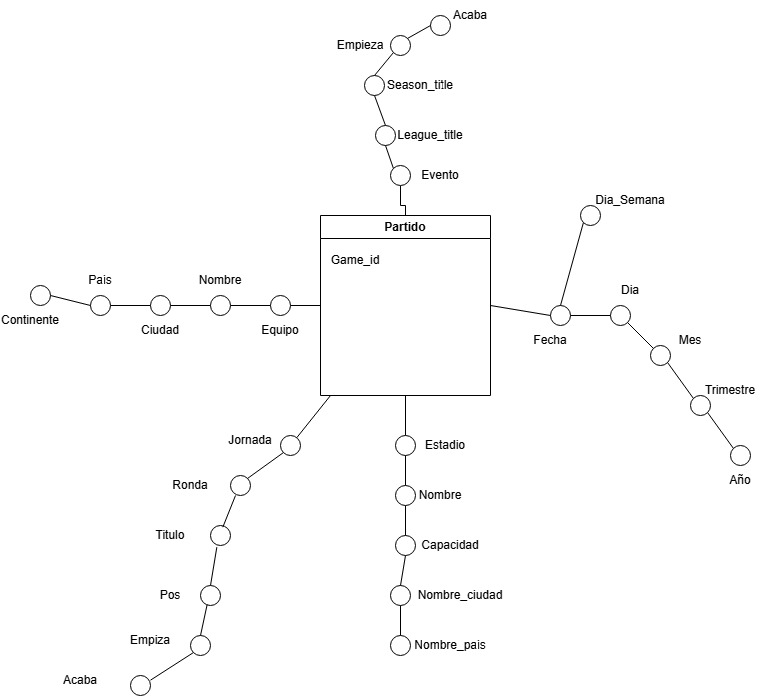 Acaba
Empieza
Season_title
League_title
Evento
Dia_Semana
Partido
Game_id
Pais
Nombre
Dia
Continente
Ciudad
Equipo
Fecha
Mes
Trimestre
Año
Jornada
Estadio
Ronda
Nombre
Titulo
Capacidad
Pos
Nombre_ciudad
Empiza
Nombre_pais
Acaba